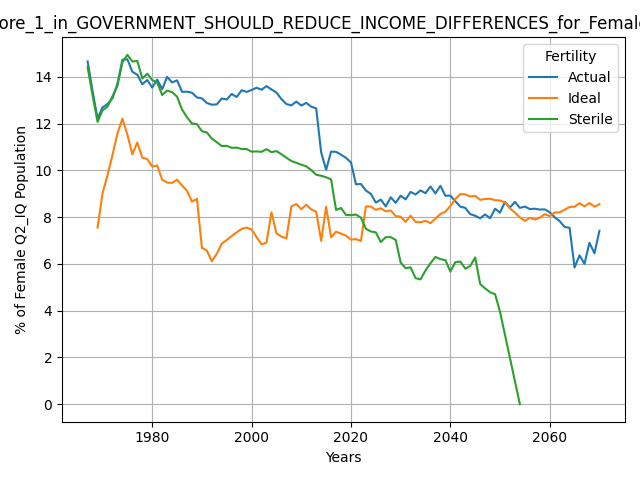 ore_1_in_GOVERNMENT_SHOULD_REDUCE_INCOME_DIFFERENCES_for_Female
Fertility
Actual
Ideal
Sterile
% of Female Q2_IQ Population
14
12
10
8
6
4
2
0
1980 2000 2020 2040 2060
Years